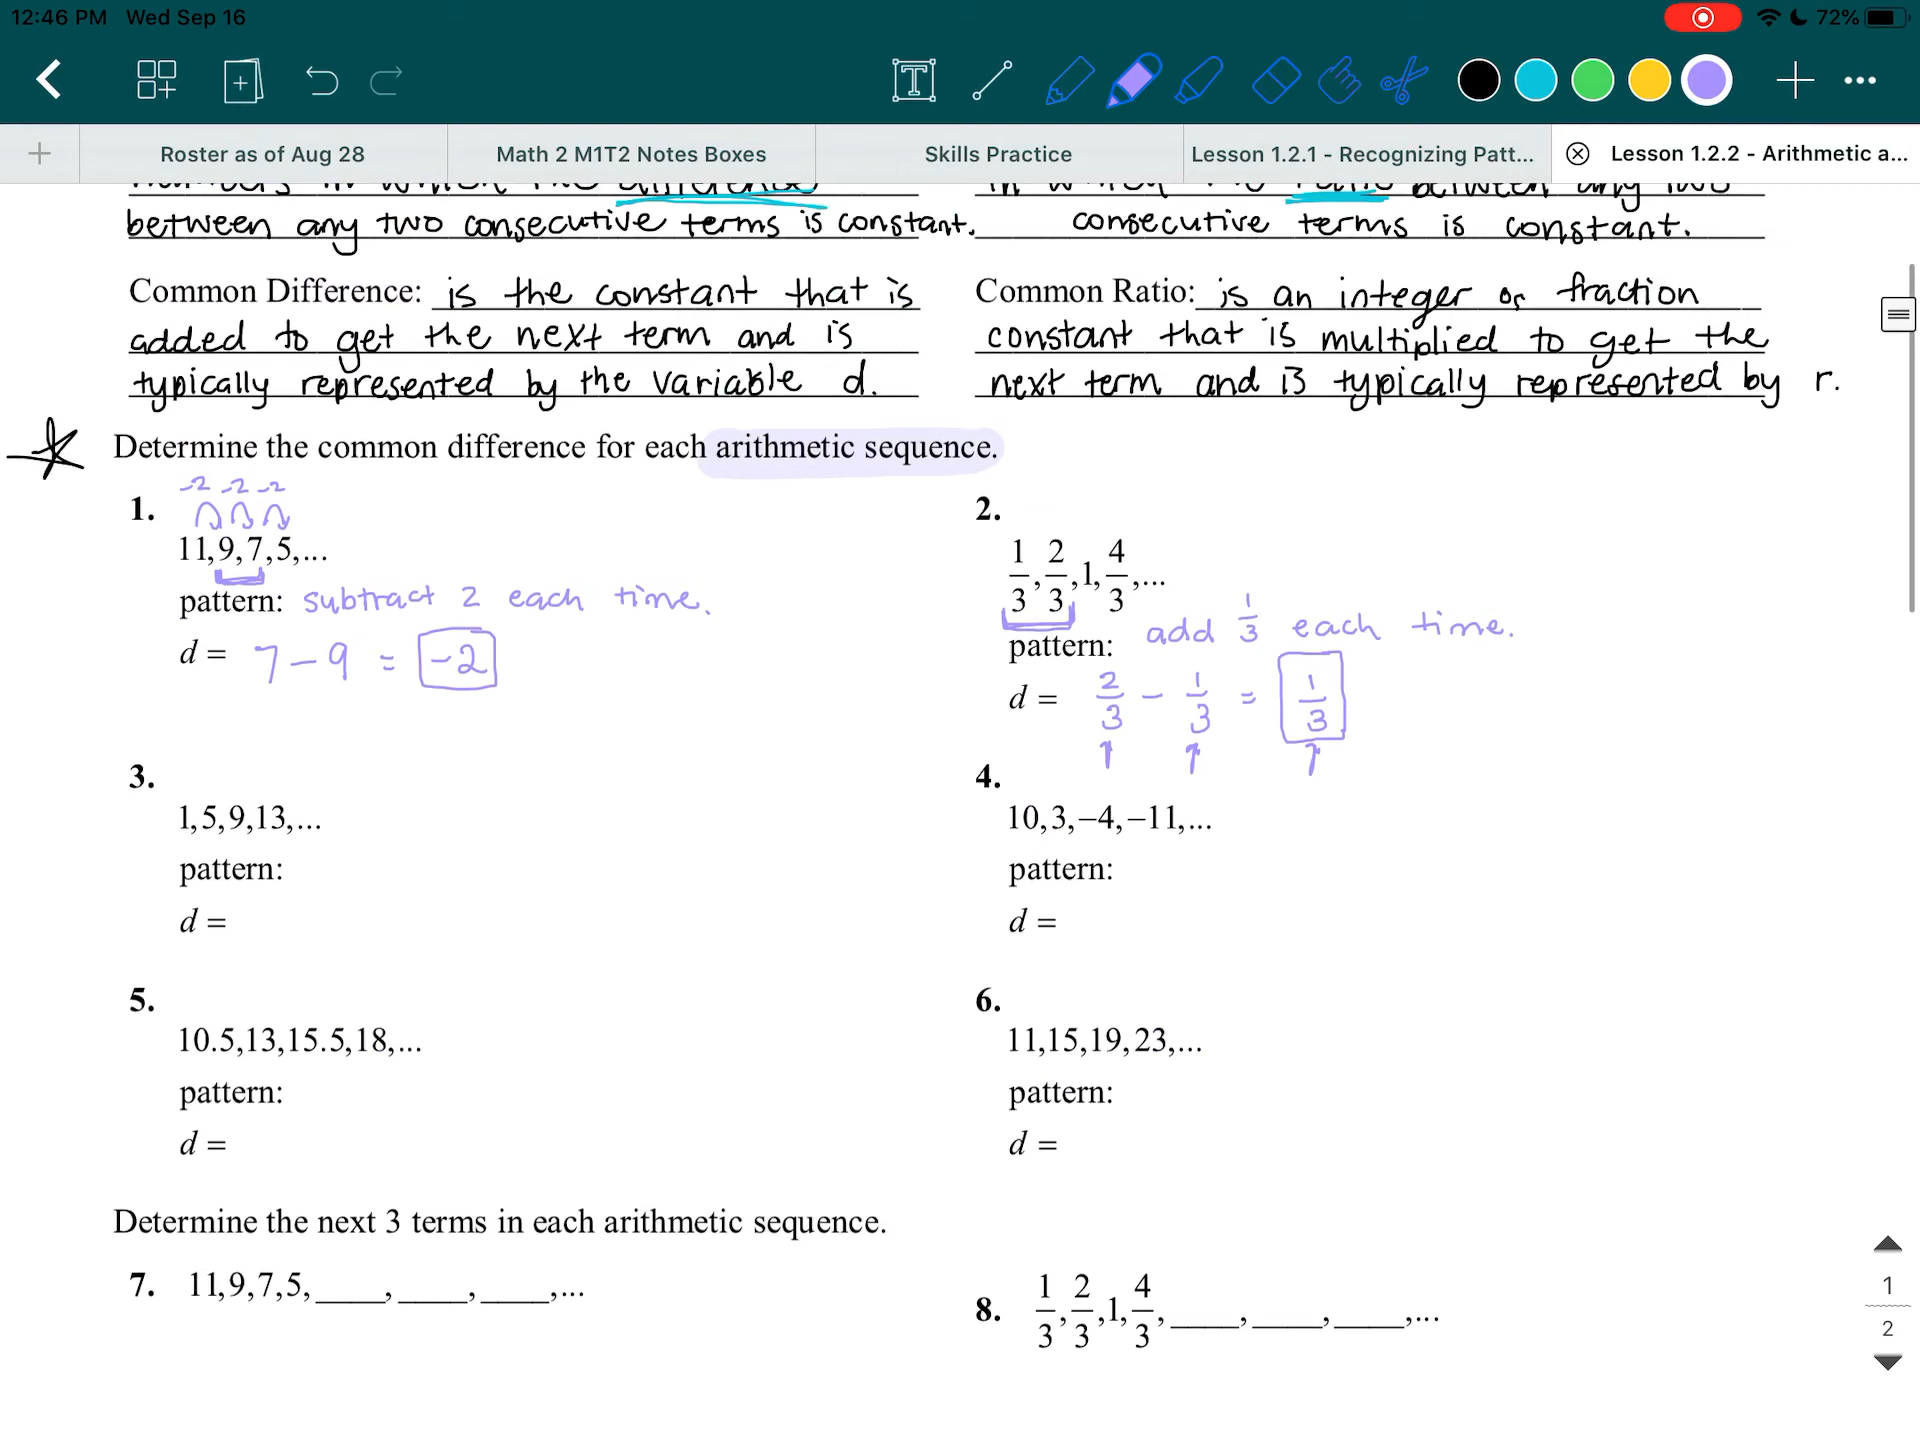 12:46 PM Wed Sep 16 72%
Roster as of Aug 28 Math 2 M1T2 Notes Boxes Skills Practice Lesson 1.2.1 - Recognizing Patt... Lesson 1.2.2 - Arithmetic a...
between any two consecutive terms is constant.
consecutive terms is constant.
Common Difference: is the constant that is
added to get the next term and is
typically represented by the variable d.
Common Ratio: is an integer or fraction
constant that is multiplied to get the
next term and is typically represented by r.
Determine the common difference for each arithmetic sequence.
-2 -2 -2
1.
11,9,7,5,...
pattern: subtract 2 each time.
d = 7 - 9 = -2
2.
1/3, 2/3, 1, 4/3, ...
pattern: add 1/3 each time.
d = 2/3 - 1/3 = 1/3
3.
1,5,9,13,...
pattern:
d =
4.
10,3,–4,–11,...
pattern:
d =
5.
10.5,13,15.5,18,...
pattern:
d =
6.
11,15,19,23,...
pattern:
d =
Determine the next 3 terms in each arithmetic sequence.
7. 11,9,7,5,____,____,____,...
8. 1/3, 2/3, 1, 4/3, ____,____,____,...
1
2